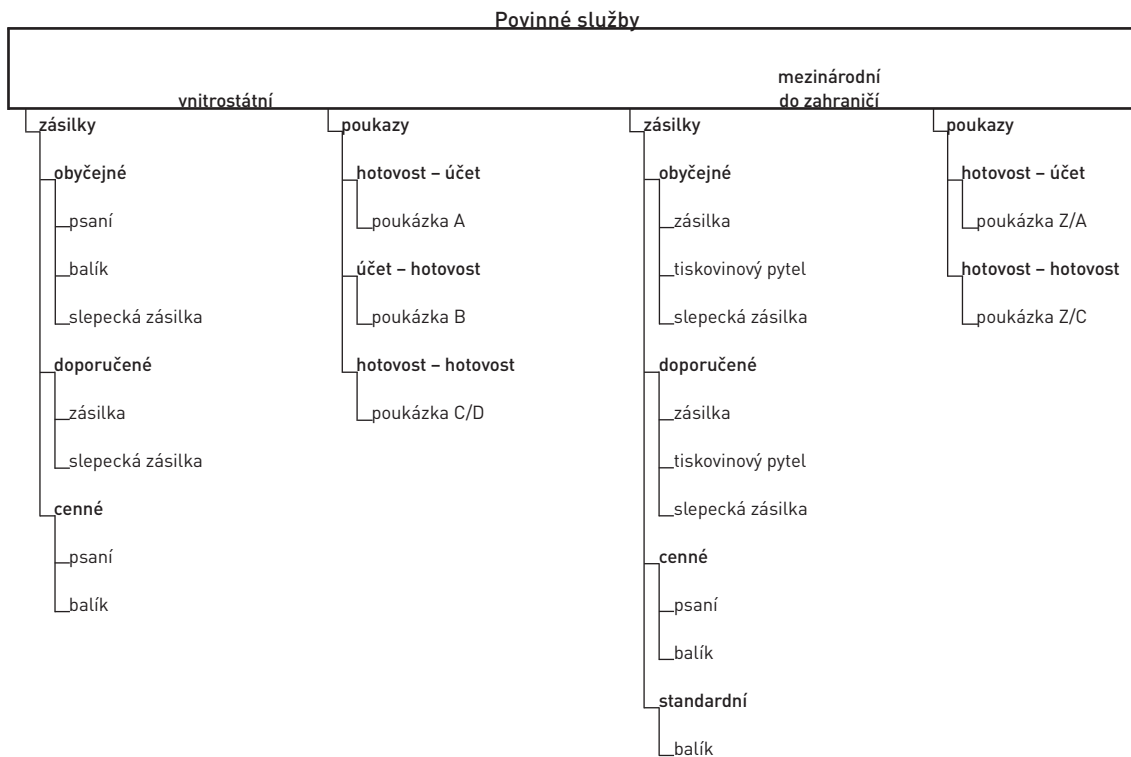 Povinné služby
vnitrostátní
zásilky
obyčejné
psaní
balík
slepecká zásilka
doporučené
zásilka
slepecká zásilka
cenné
psaní
balík
poukazy
hotovost – účet
poukázka A
účet – hotovost
poukázka B
hotovost – hotovost
poukázka C/D
mezinárodní
do zahraničí
zásilky
obyčejné
zásilka
tiskovinový pytel
slepecká zásilka
doporučené
zásilka
tiskovinový pytel
slepecká zásilka
cenné
psaní
balík
standardní
balík
poukazy
hotovost – účet
poukázka Z/A
hotovost – hotovost
poukázka Z/C